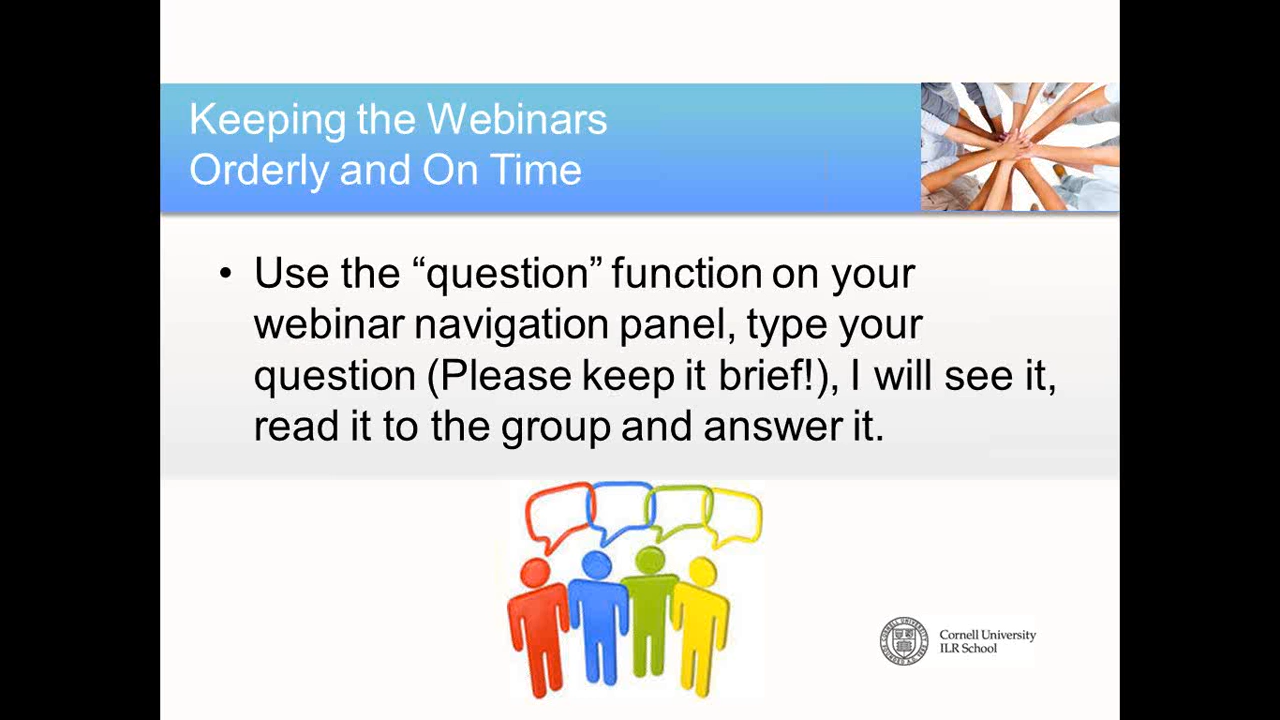 Keeping the Webinars
Orderly and On Time
• Use the “question” function on your
webinar navigation panel, type your
question (Please keep it brief!), I will see it,
read it to the group and answer it.
Cornell University
ILR School